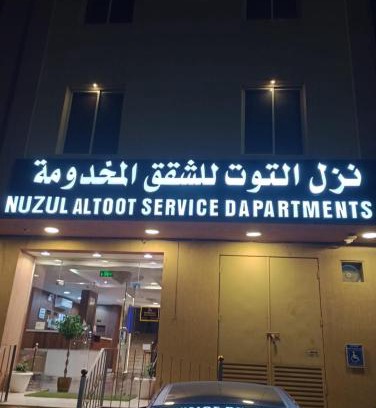 نزل التوت للشقق المخدومة
NUZUL ALTOOT SERVICE DAPARTMENTS